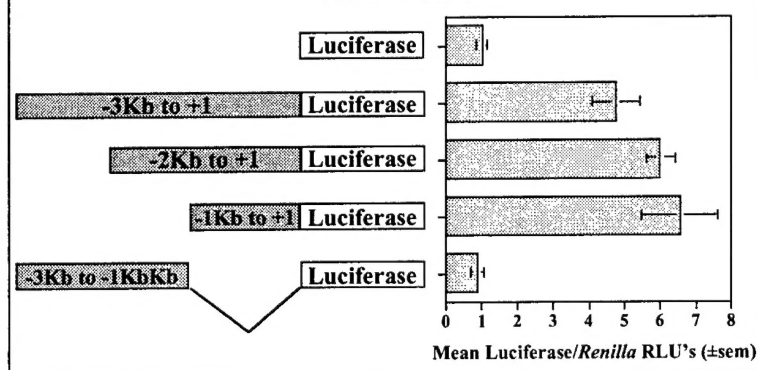 Luciferase
-3Kb to +1 Luciferase
-2Kb to +1 Luciferase
-1Kb to +1 Luciferase
-3Kb to -1KbKb Luciferase
0 1 2 3 4 5 6 7 8
Mean Luciferase/Renilla RLU's (±sem)